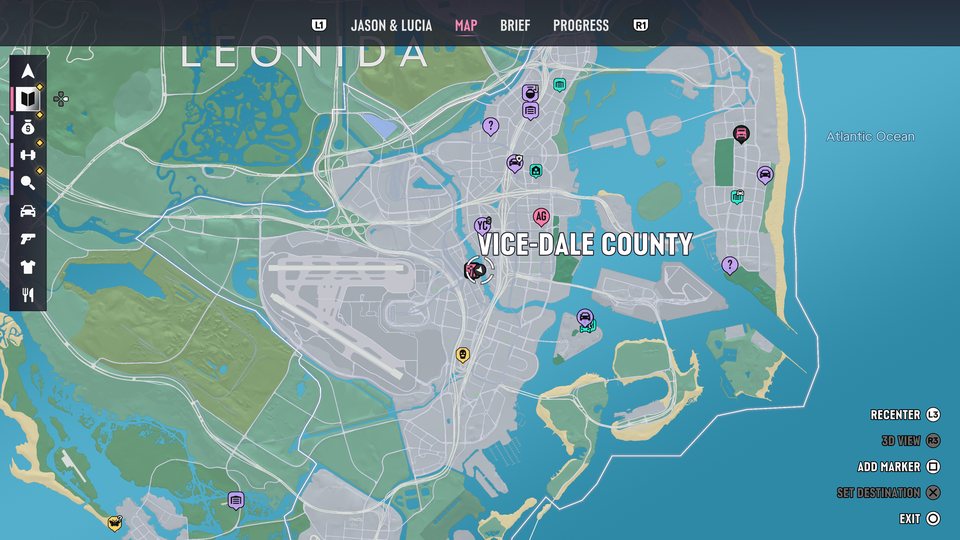 L1 JASON & LUCIA MAP BRIEF PROGRESS R1
LEONIDA
Atlantic Ocean
AG
YC
VICE-DALE COUNTY
RECENTER L3
3D VIEW R3
ADD MARKER
SET DESTINATION
EXIT